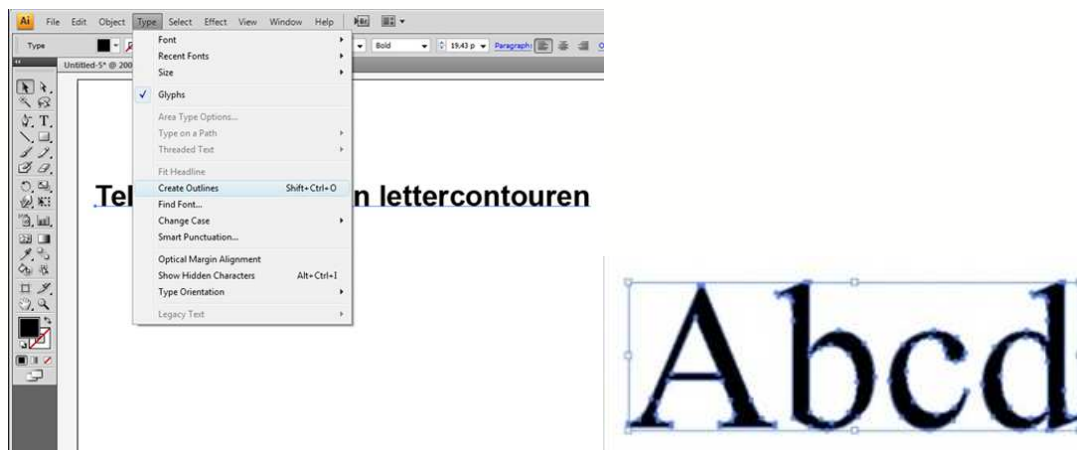 Ai File Edit Object Type Select Effect View Window Help Br
Type Bold 19,43 p Paragraph:
Untitled-5* @ 200
Font
Recent Fonts
Size
Glyphs
Area Type Options...
Type on a Path
Threaded Text
Fit Headline
Create Outlines Shift+Ctrl+O
Find Font...
Change Case
Smart Punctuation...
Optical Margin Alignment
Show Hidden Characters Alt+Ctrl+I
Type Orientation
Legacy Text
n lettercontouren
Abcd